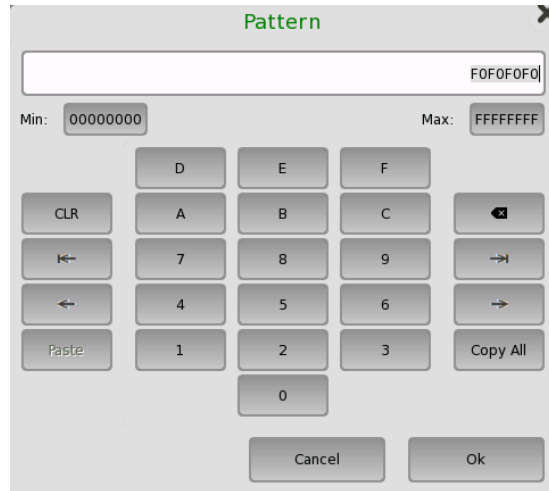 Pattern
F0F0F0F0
Min: 00000000 Max: FFFFFFFF
D E F
CLR A B C
7 8 9
4 5 6
Paste 1 2 3 Copy All
0
Cancel Ok